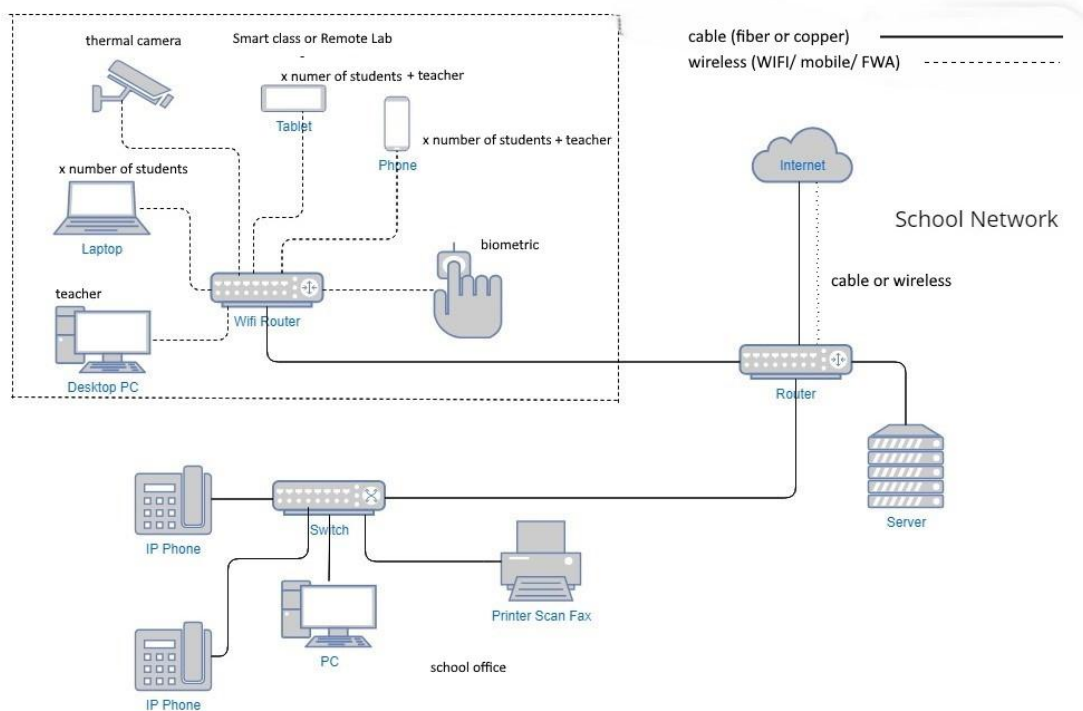 thermal camera
Smart class or Remote Lab
x numer of students + teacher
Tablet
Phone
x number of students + teacher
x number of students
Laptop
biometric
Wifi Router
teacher
Desktop PC
cable (fiber or copper)
wireless (WIFI/ mobile/ FWA)
Internet
School Network
cable or wireless
Router
Server
IP Phone
Switch
Printer Scan Fax
PC
IP Phone
school office